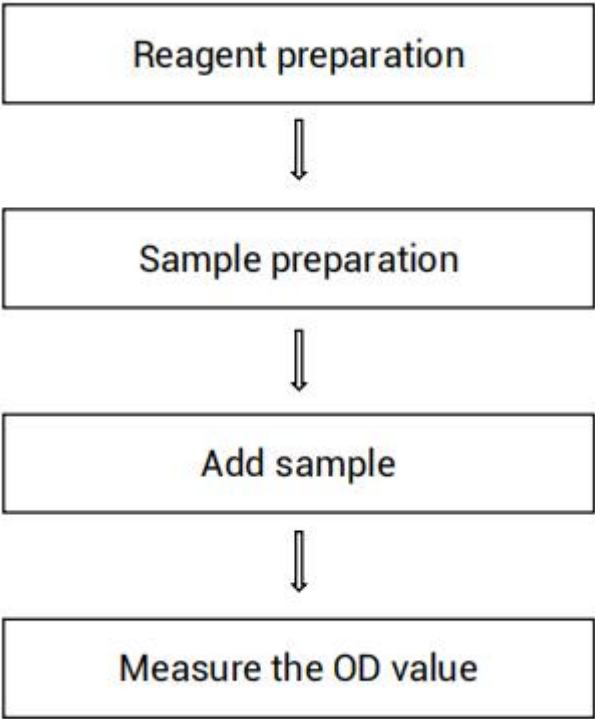 Reagent preparation
Sample preparation
Add sample
Measure the OD value